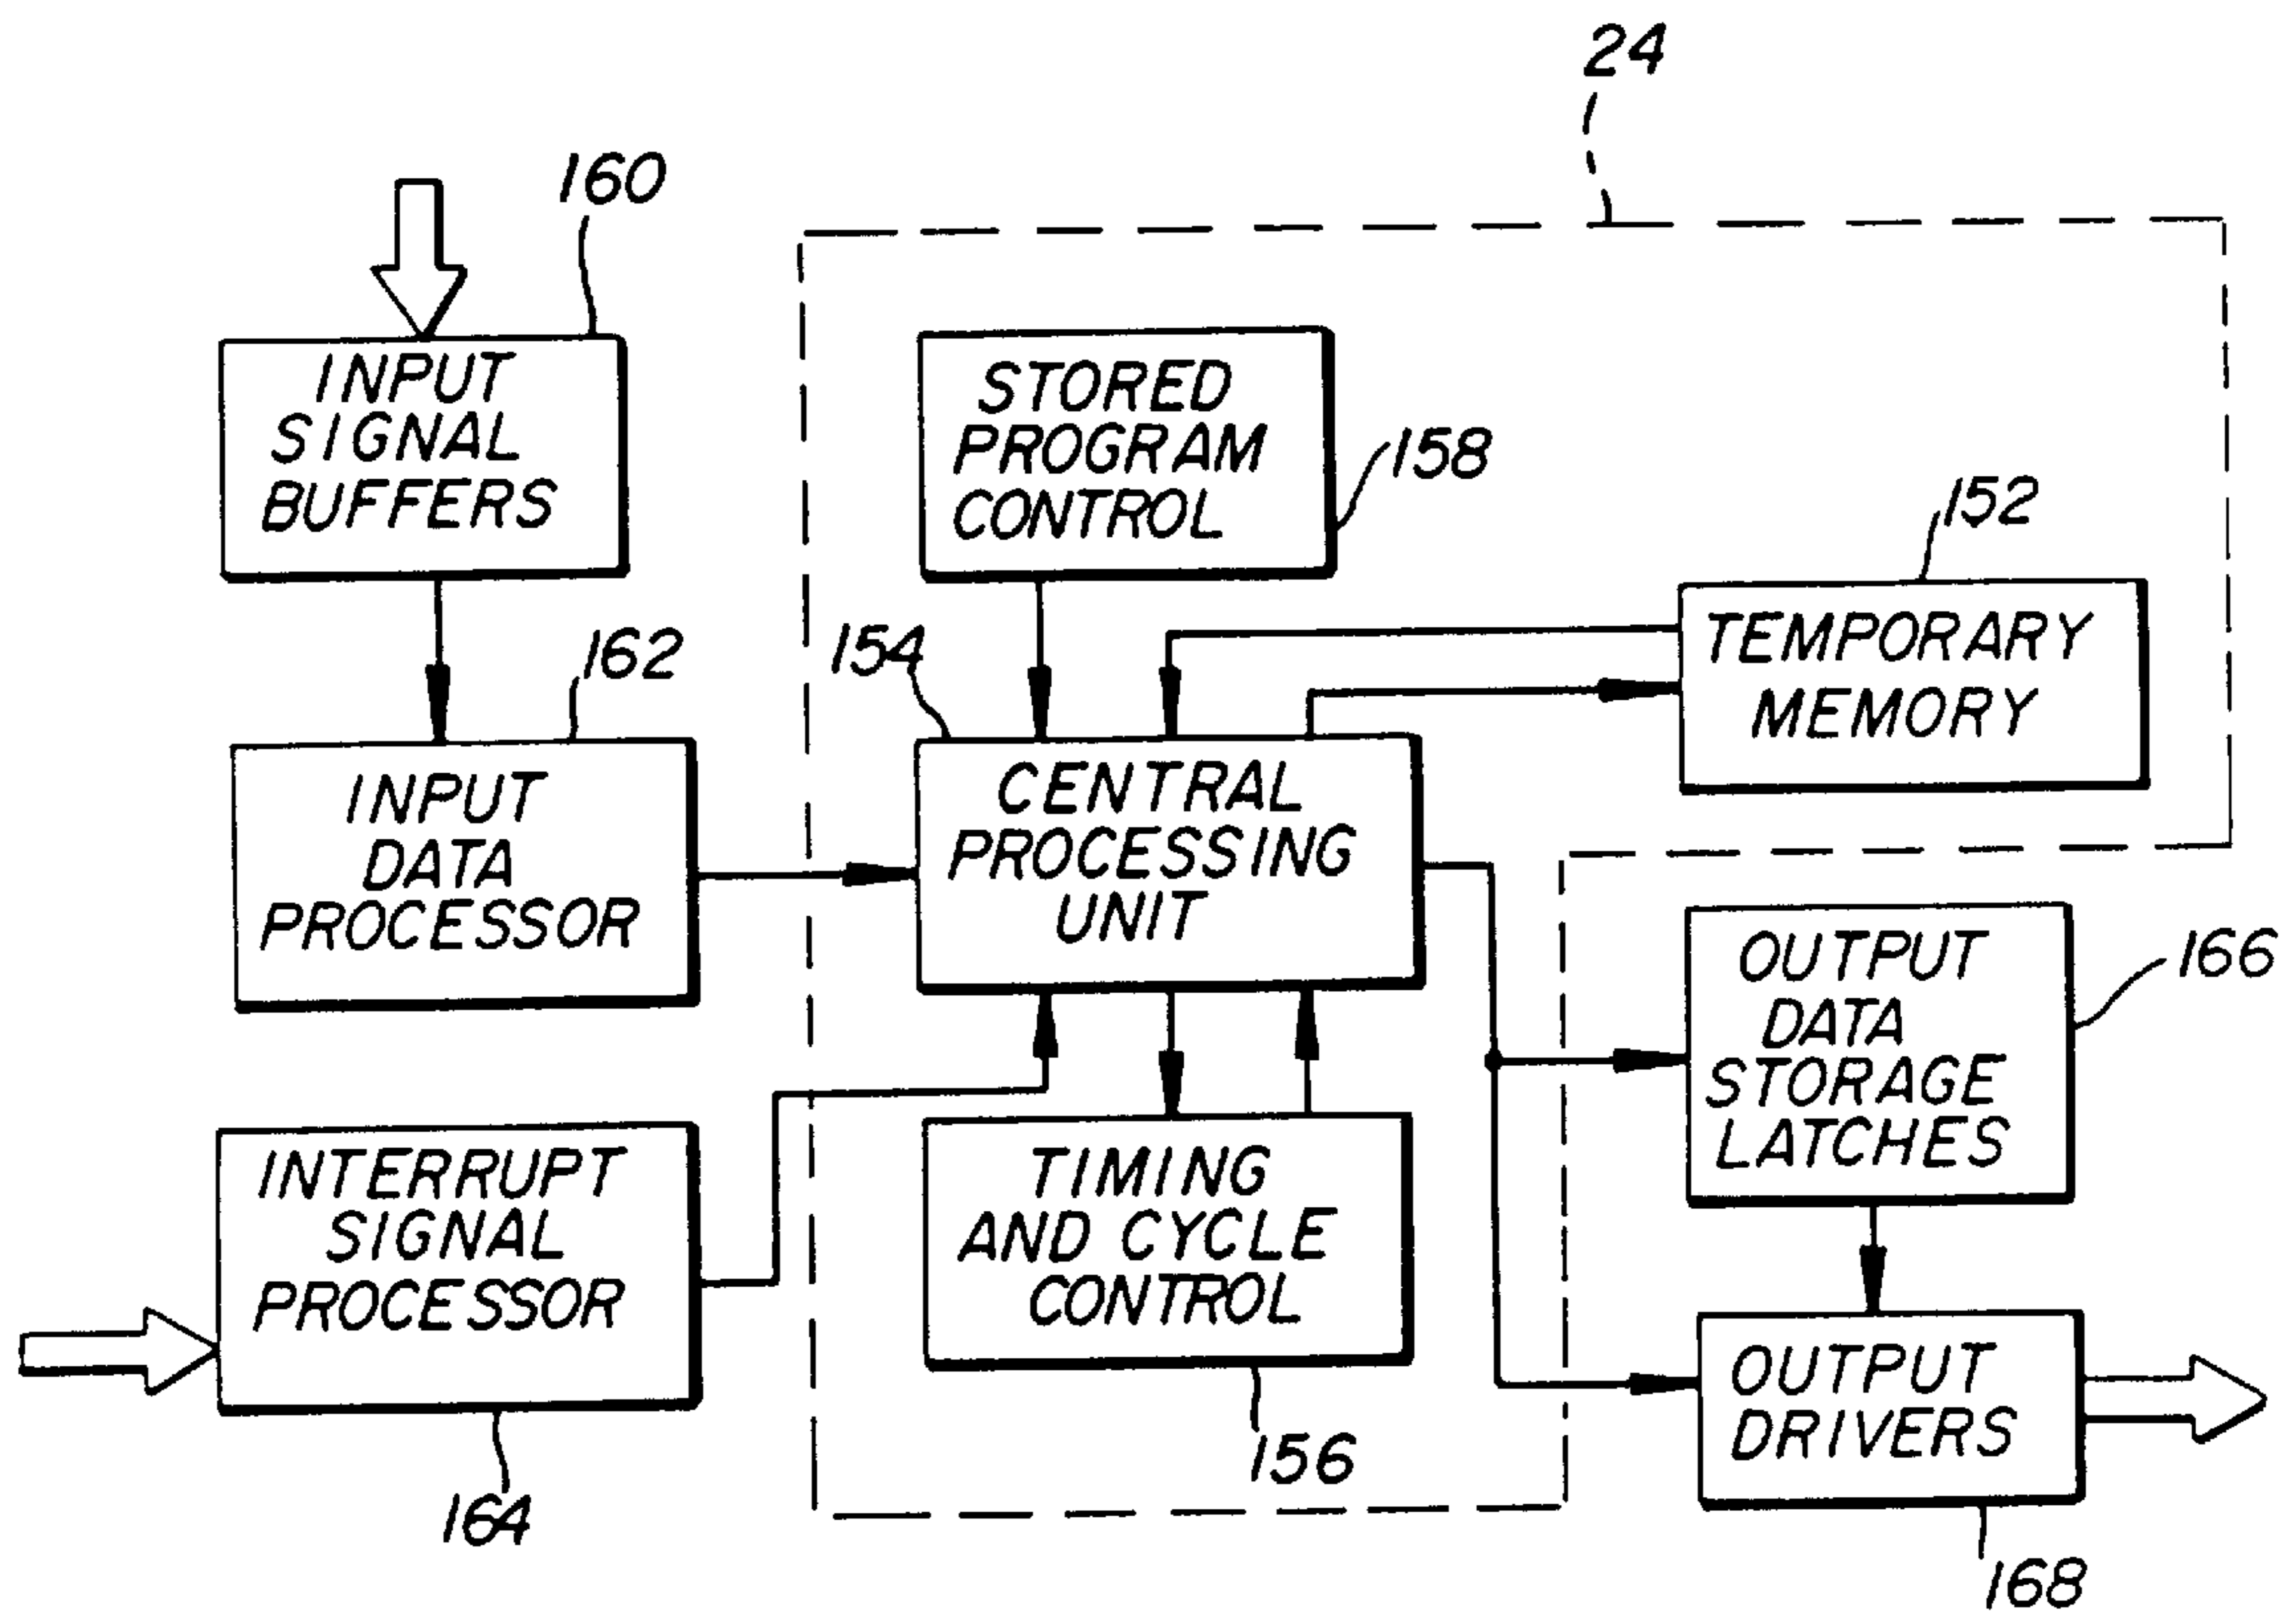 24
160
INPUT
SIGNAL
BUFFERS
STORED
PROGRAM
CONTROL
158
152
TEMPORARY
MEMORY
162
154
INPUT
DATA
PROCESSOR
CENTRAL
PROCESSING
UNIT
OUTPUT
DATA
STORAGE
LATCHES
166
INTERRUPT
SIGNAL
PROCESSOR
TIMING
AND CYCLE
CONTROL
OUTPUT
DRIVERS
164
156
168